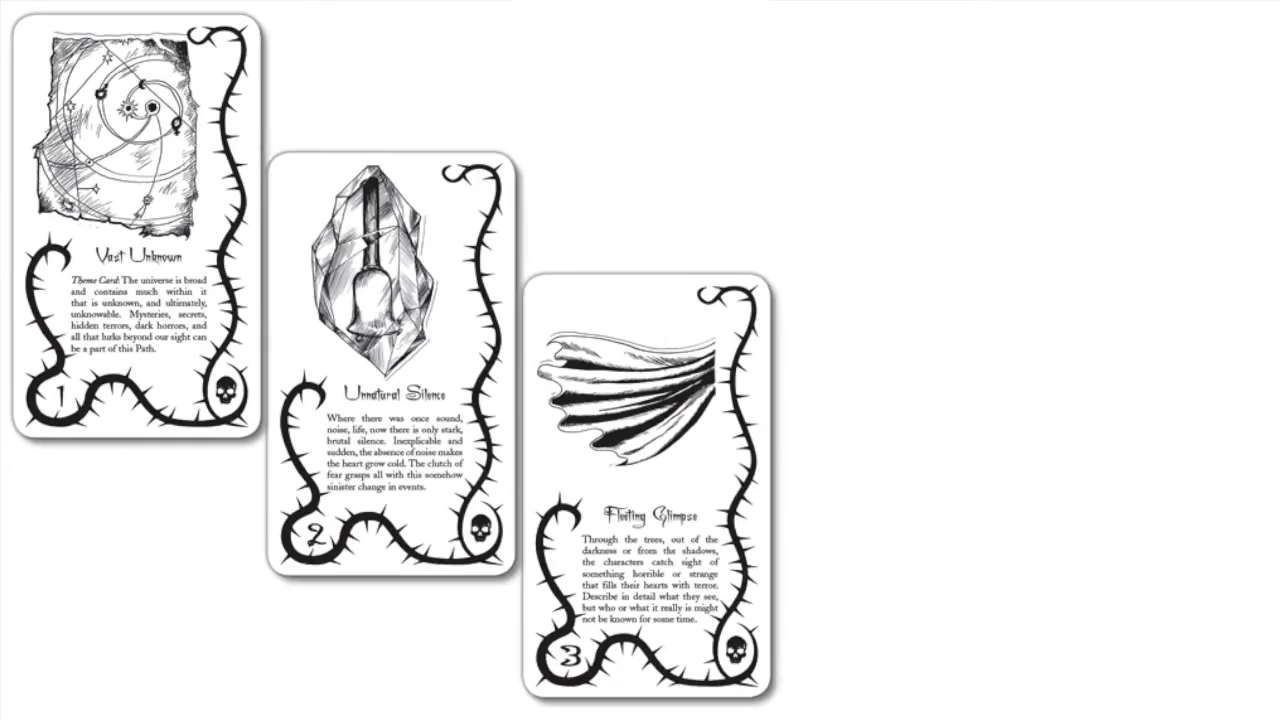 Vast Unknown
Theme Card: The universe is broad
and contains much within it
that is unknown, and ultimately,
unknowable. Mysteries, secrets,
hidden terrors, dark horrors, and
all that lurks beyond our sight can
be a part of this Path.
1
Unnatural Silence
Where there was once sound,
noise, life, now there is only stark,
brutal silence. Inexplicable and
sudden, the absence of noise makes
the heart grow cold. The clutch of
fear grasps all with this somehow
sinister change in events.
2
Fleeting Glimpse
Through the trees, out of the
darkness or from the shadows,
the characters catch sight of
something horrible or strange
that fills their hearts with terror.
Describe in detail what they see,
but who or what it really is might
not be known for some time.
3